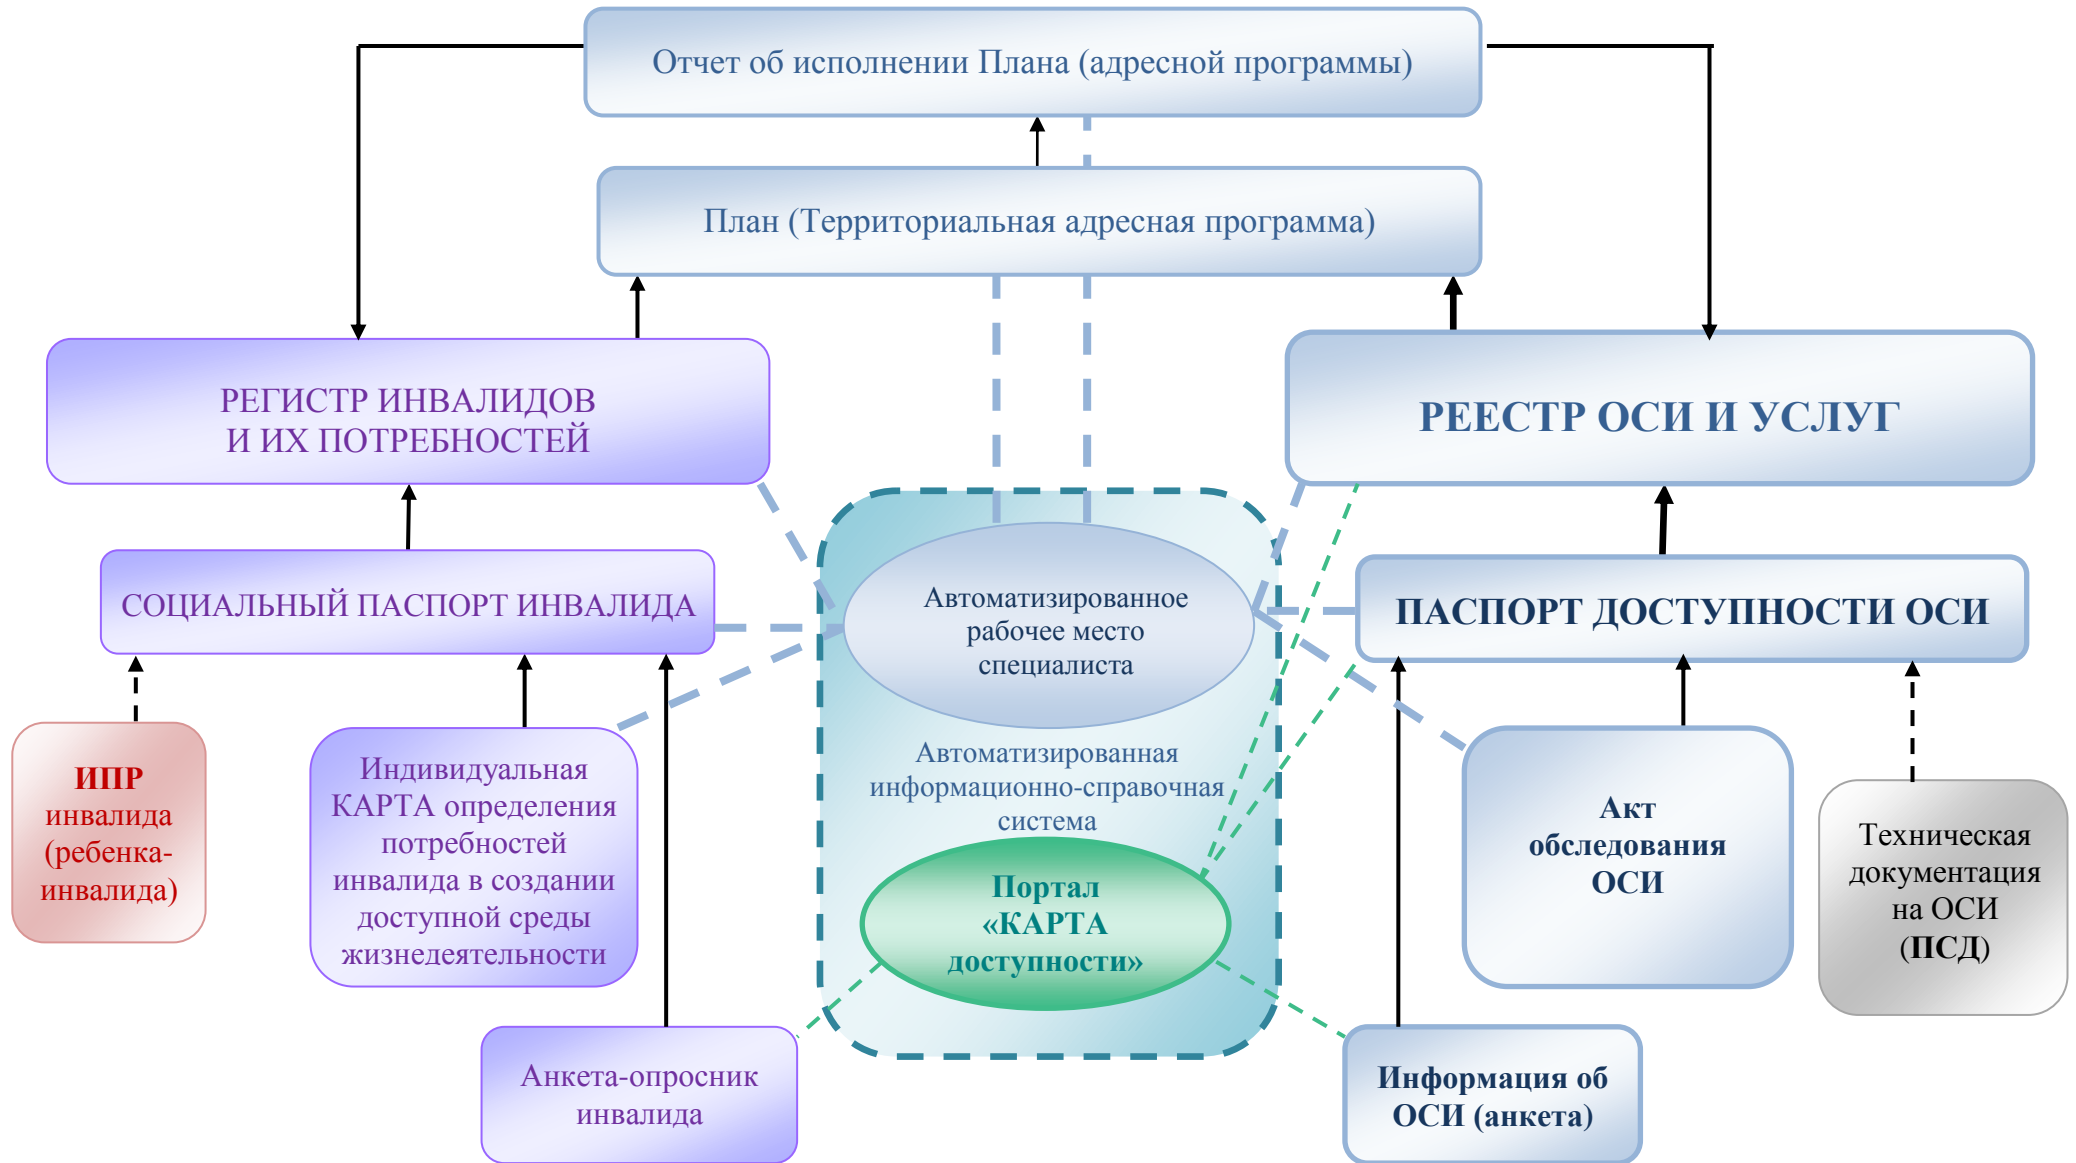 Отчет об исполнении Плана (адресной программы)
План (Территориальная адресная программа)
РЕГИСТР ИНВАЛИДОВ
И ИХ ПОТРЕБНОСТЕЙ
РЕЕСТР ОСИ И УСЛУГ
СОЦИАЛЬНЫЙ ПАСПОРТ ИНВАЛИДА
Автоматизированное
рабочее место
специалиста
ПАСПОРТ ДОСТУПНОСТИ ОСИ
ИПР
инвалида
(ребенка-
инвалида)
Индивидуальная
КАРТА определения
потребностей
инвалида в создании
доступной среды
жизнедеятельности
Автоматизированная
информационно-справочная
система
Портал
«КАРТА
доступности»
Акт
обследования
ОСИ
Техническая
документация
на ОСИ
(ПСД)
Анкета-опросник
инвалида
Информация об
ОСИ (анкета)